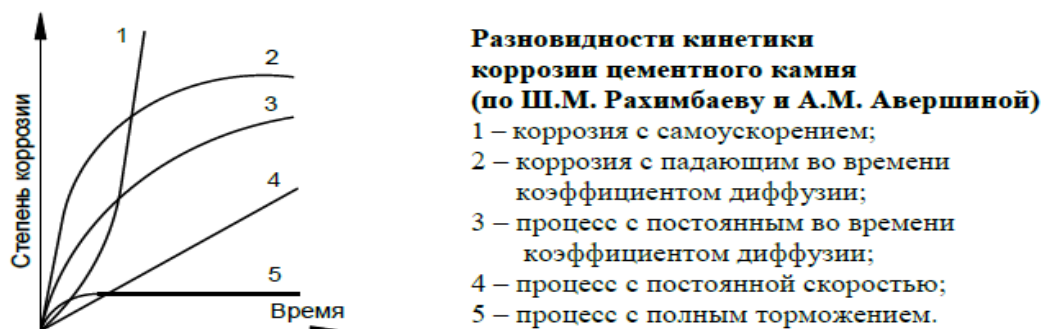 Степень коррозии
1
2
3
4
5
Время
Разновидности кинетики
коррозии цементного камня
(по Ш.М. Рахимбаеву и А.М. Авершиной)
1 – коррозия с самоускорением;
2 – коррозия с падающим во времени
коэффициентом диффузии;
3 – процесс с постоянным во времени
коэффициентом диффузии;
4 – процесс с постоянной скоростью;
5 – процесс с полным торможением.